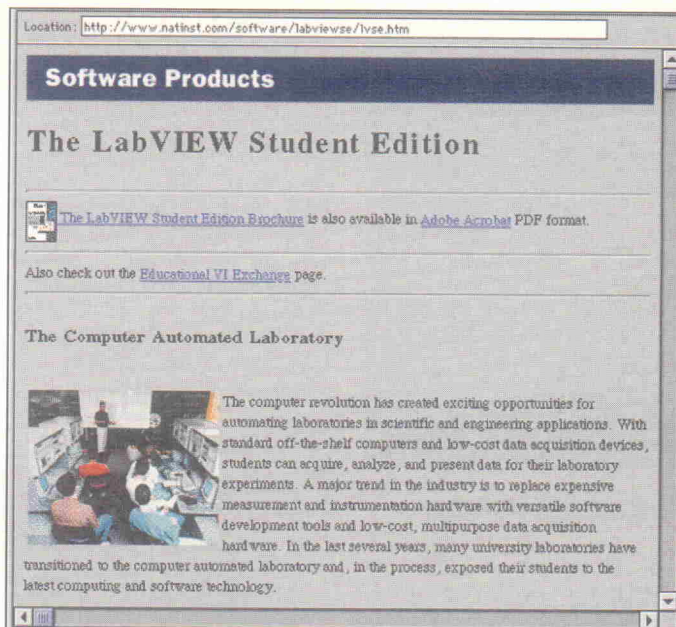 Location: http://www.natinst.com/software/labviewse/lvse.htm
Software Products
The LabVIEW Student Edition
The LabVIEW Student Edition Brochure is also available in Adobe Acrobat PDF format.
Also check out the Educational VI Exchange page.
The Computer Automated Laboratory
The computer revolution has created exciting opportunities for
automating laboratories in scientific and engineering applications. With
standard off-the-shelf computers and low-cost data acquisition devices,
students can acquire, analyze, and present data for their laboratory
experiments. A major trend in the industry is to replace expensive
measurement and instrumentation hardware with versatile software
development tools and low-cost, multipurpose data acquisition
hardware. In the last several years, many university laboratories have
transitioned to the computer automated laboratory and, in the process, exposed their students to the
latest computing and software technology.